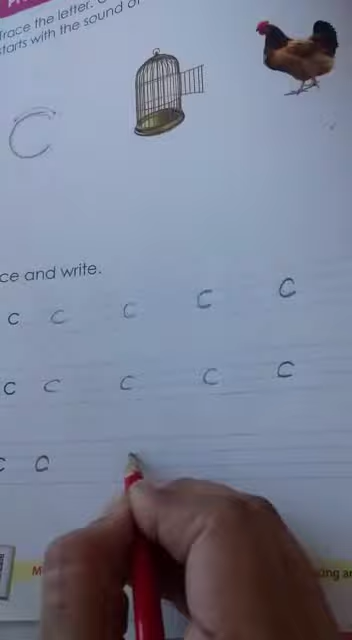 Trace the letter.
starts with the sound of
C
ce and write.
c c c c c
c c c c c
c c